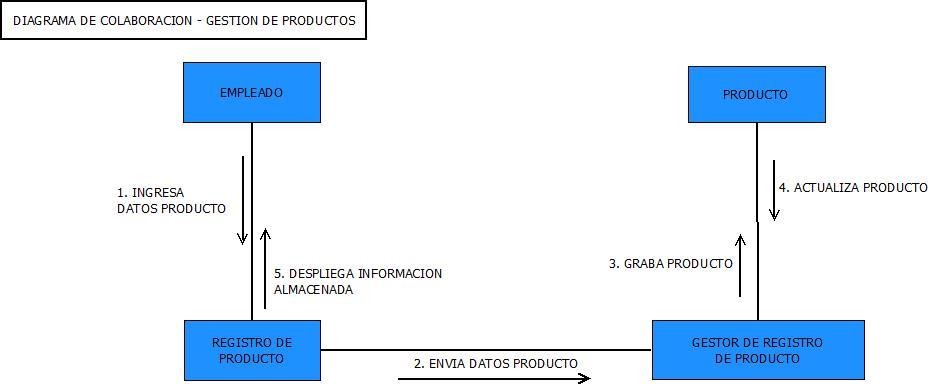 DIAGRAMA DE COLABORACION - GESTION DE PRODUCTOS
EMPLEADO
PRODUCTO
1. INGRESA
DATOS PRODUCTO
4. ACTUALIZA PRODUCTO
5. DESPLIEGA INFORMACION
ALMACENADA
3. GRABA PRODUCTO
REGISTRO DE
PRODUCTO
2. ENVIA DATOS PRODUCTO
GESTOR DE REGISTRO
DE PRODUCTO